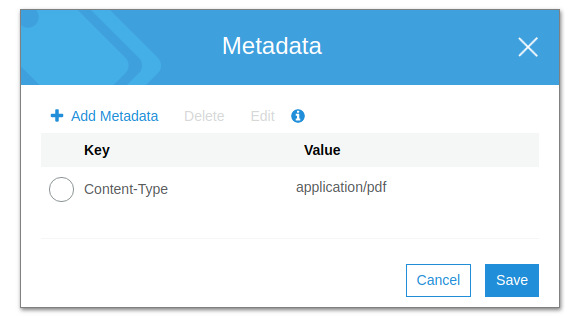 Metadata
Add Metadata Delete Edit
Key Value
Content-Type application/pdf
Cancel Save